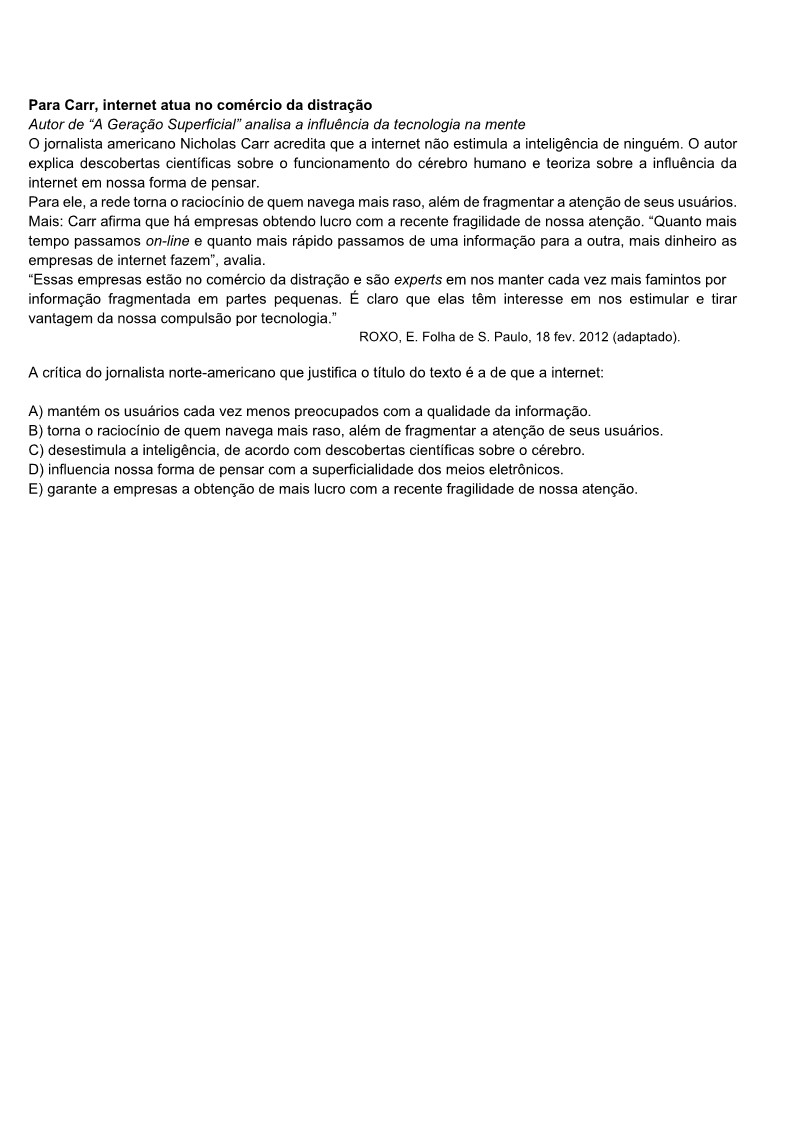 Para Carr, internet atua no comércio da distração
Autor de “A Geração Superficial” analisa a influência da tecnologia na mente
O jornalista americano Nicholas Carr acredita que a internet não estimula a inteligência de ninguém. O autor
explica descobertas científicas sobre o funcionamento do cérebro humano e teoriza sobre a influência da
internet em nossa forma de pensar.
Para ele, a rede torna o raciocínio de quem navega mais raso, além de fragmentar a atenção de seus usuários.
Mais: Carr afirma que há empresas obtendo lucro com a recente fragilidade de nossa atenção. “Quanto mais
tempo passamos on-line e quanto mais rápido passamos de uma informação para a outra, mais dinheiro as
empresas de internet fazem”, avalia.
“Essas empresas estão no comércio da distração e são experts em nos manter cada vez mais famintos por
informação fragmentada em partes pequenas. É claro que elas têm interesse em nos estimular e tirar
vantagem da nossa compulsão por tecnologia.”
ROXO, E. Folha de S. Paulo, 18 fev. 2012 (adaptado).
A crítica do jornalista norte-americano que justifica o título do texto é a de que a internet:
A) mantém os usuários cada vez menos preocupados com a qualidade da informação.
B) torna o raciocínio de quem navega mais raso, além de fragmentar a atenção de seus usuários.
C) desestimula a inteligência, de acordo com descobertas científicas sobre o cérebro.
D) influencia nossa forma de pensar com a superficialidade dos meios eletrônicos.
E) garante a empresas a obtenção de mais lucro com a recente fragilidade de nossa atenção.